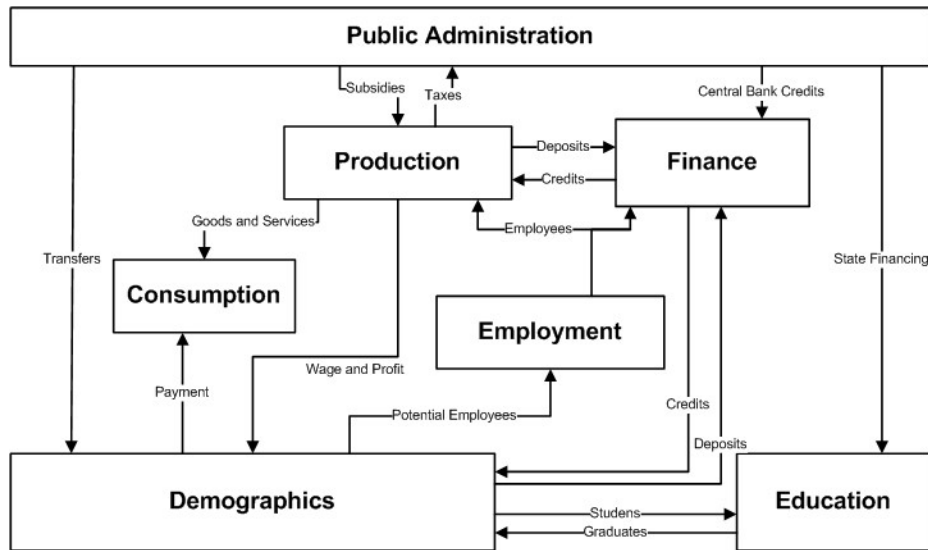 Public Administration
Subsidies
Taxes
Central Bank Credits
Production
Deposits
Finance
Credits
Goods and Services
Employees
Transfers
State Financing
Consumption
Employment
Wage and Profit
Payment
Potential Employees
Credits
Deposits
Demographics
Education
Studens
Graduates